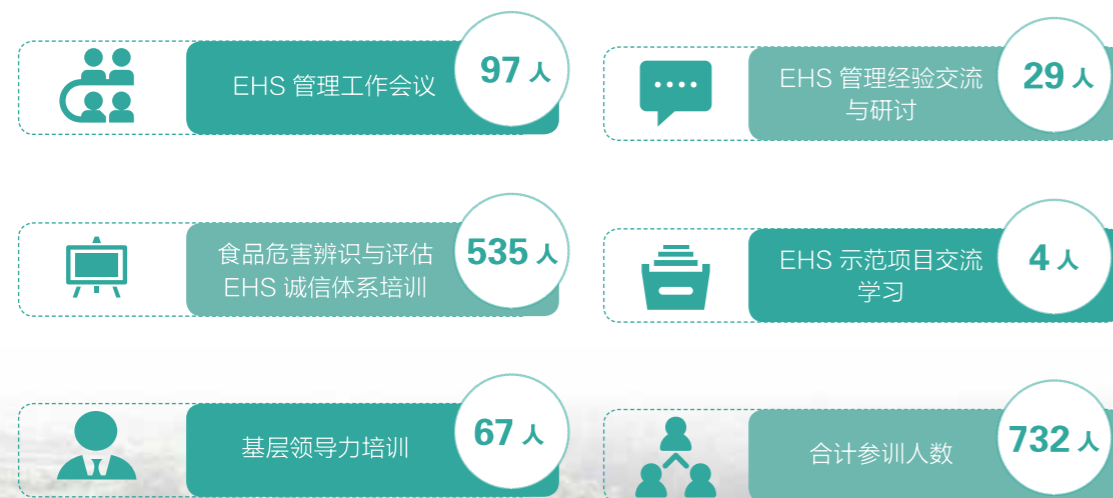 EHS 管理工作会议
97 人
EHS 管理经验交流
与研讨
29 人
食品危害辨识与评估
EHS 诚信体系培训
535 人
EHS 示范项目交流
学习
4 人
基层领导力培训
67 人
合计参训人数
732 人